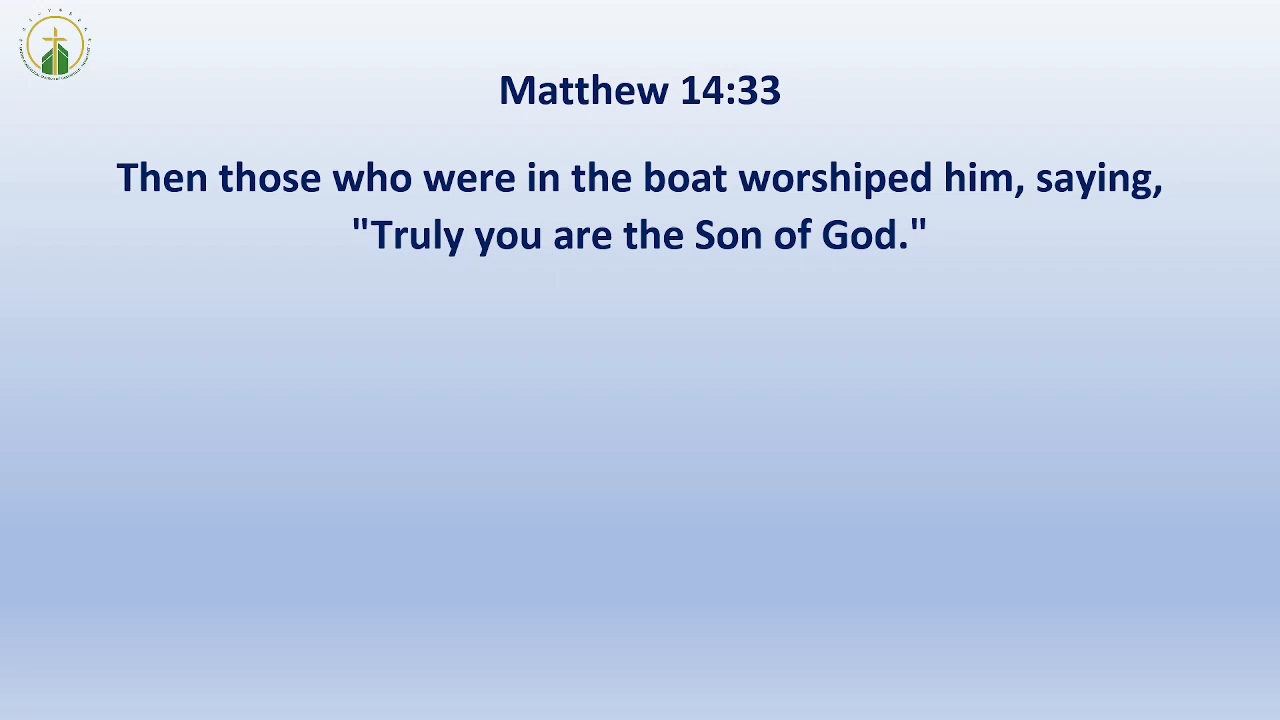 Matthew 14:33
Then those who were in the boat worshiped him, saying,
"Truly you are the Son of God."